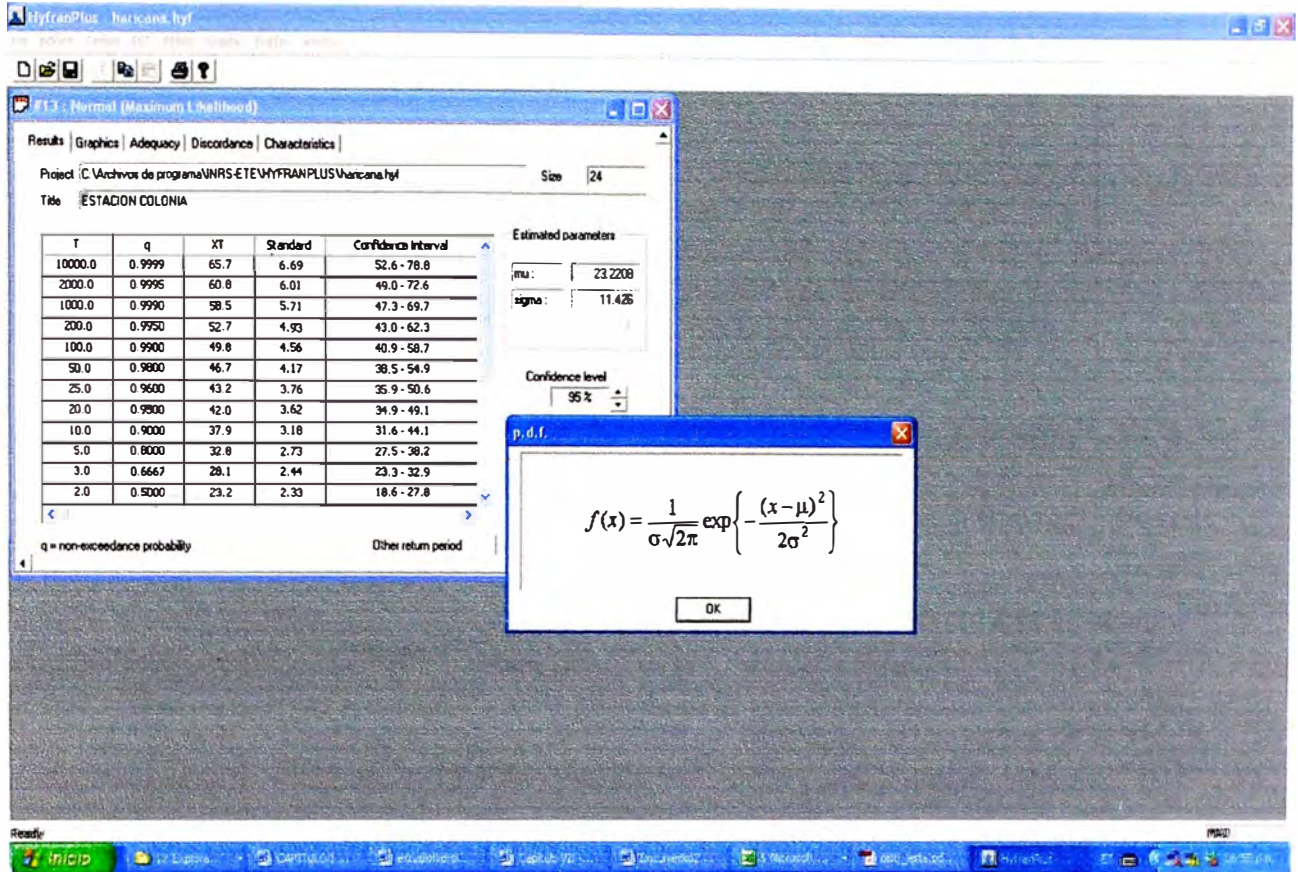 HyfranPlus - haricana.hyf
#13 : Normal (Maximum Likelihood)
Results Graphics Adequacy Discordance Characteristics
Project C:\Archivos de programa\INRS-ETE\HYFRANPLUS\haricana.hyf Size 24
Title ESTACION COLONIA
T q XT Standard Confidence Interval
10000.0 0.9999 65.7 6.69 52.6 - 78.8
2000.0 0.9995 60.8 6.01 49.0 - 72.6
1000.0 0.9990 58.5 5.71 47.3 - 69.7
200.0 0.9950 52.7 4.93 43.0 - 62.3
100.0 0.9900 49.8 4.56 40.9 - 58.7
50.0 0.9800 46.7 4.17 38.5 - 54.9
25.0 0.9600 43.2 3.76 35.9 - 50.6
20.0 0.9500 42.0 3.62 34.9 - 49.1
10.0 0.9000 37.9 3.18 31.6 - 44.1
5.0 0.8000 32.8 2.73 27.5 - 38.2
3.0 0.6667 28.1 2.44 23.3 - 32.9
2.0 0.5000 23.2 2.33 18.6 - 27.8
q = non-exceedance probability Other return period
Estimated parameters
mu : 23.2208
sigma : 11.426
Confidence level
95 %
p.d.f.
f(x) = 1/(σ√2π) exp{-(x-μ)²/2σ²}
OK
Ready
Inicio